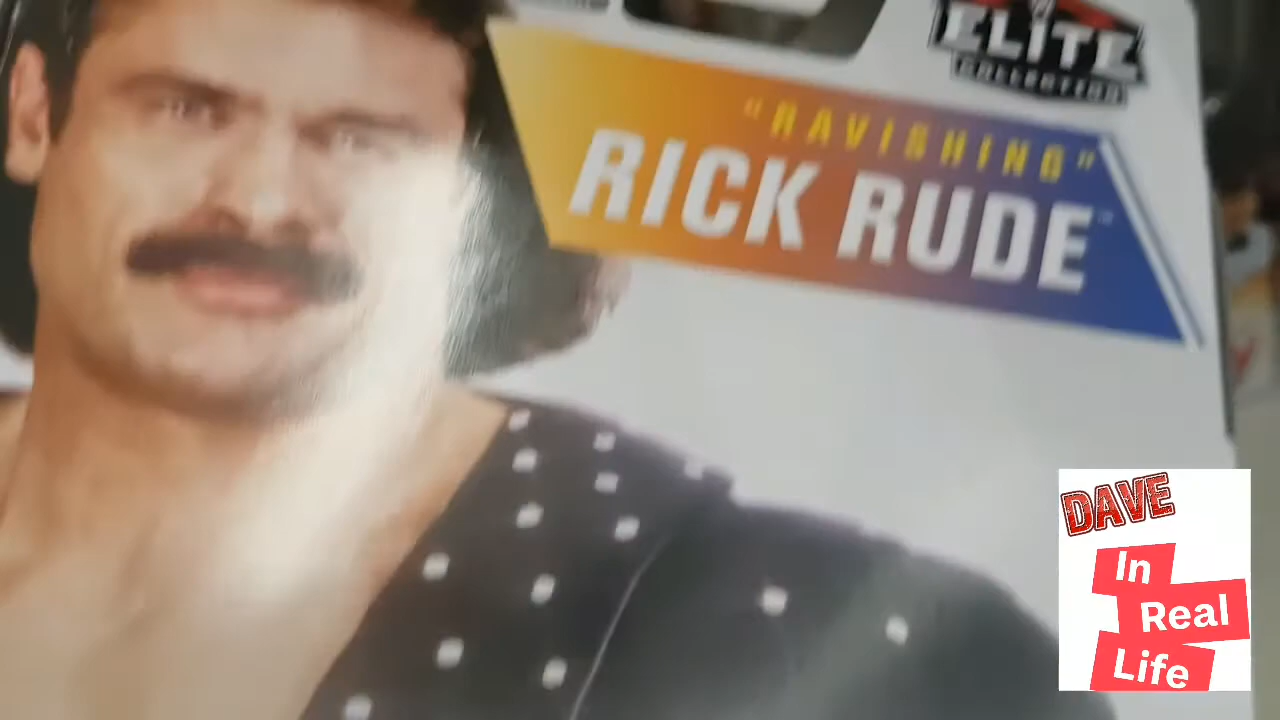 ELITE
COLLECTION
"RAVISHING"
RICK RUDE
DAVE
In
Real
Life